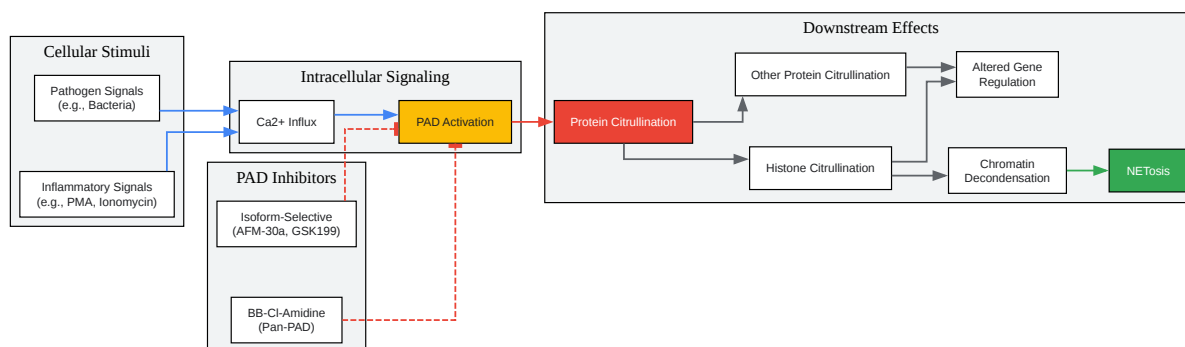 Cellular Stimuli
Pathogen Signals
(e.g., Bacteria)
Inflammatory Signals
(e.g., PMA, Ionomycin)
Intracellular Signaling
Ca2+ Influx
PAD Activation
PAD Inhibitors
Isoform-Selective
(AFM-30a, GSK199)
BB-Cl-Amidine
(Pan-PAD)
Downstream Effects
Protein Citrullination
Other Protein Citrullination
Altered Gene
Regulation
Histone Citrullination
Chromatin
Decondensation
NETosis